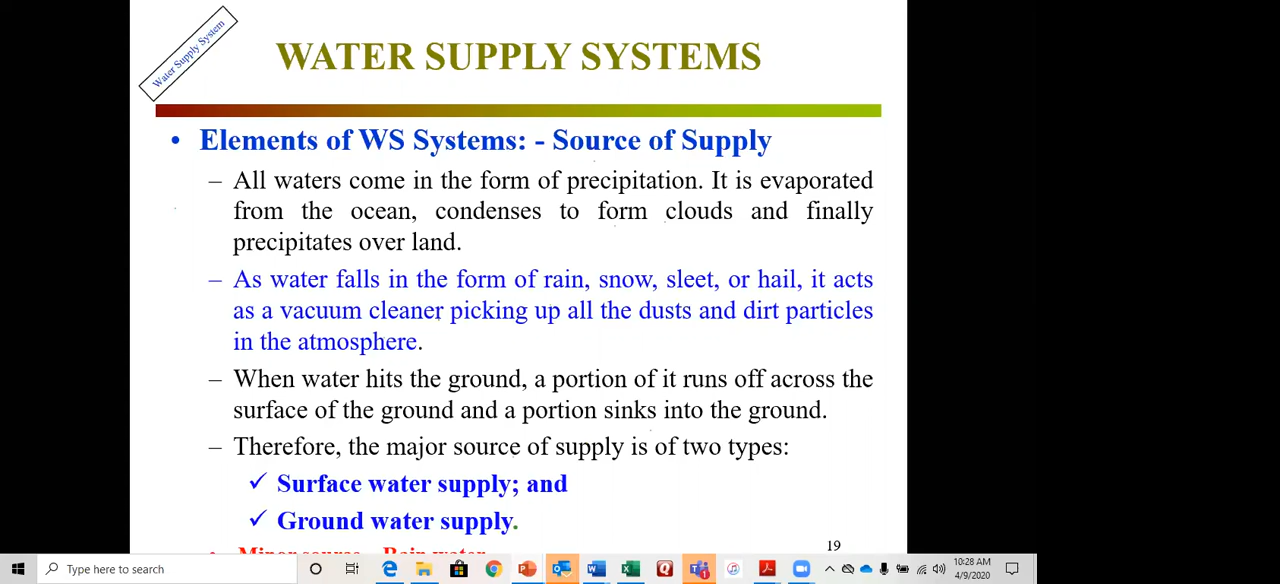 Water Supply System
WATER SUPPLY SYSTEMS
• Elements of WS Systems: - Source of Supply
– All waters come in the form of precipitation. It is evaporated
from the ocean, condenses to form clouds and finally
precipitates over land.
– As water falls in the form of rain, snow, sleet, or hail, it acts
as a vacuum cleaner picking up all the dusts and dirt particles
in the atmosphere.
– When water hits the ground, a portion of it runs off across the
surface of the ground and a portion sinks into the ground.
– Therefore, the major source of supply is of two types:
✓ Surface water supply; and
✓ Ground water supply.
• Minor source – Rain water
19
Type here to search
10:28 AM
4/9/2020